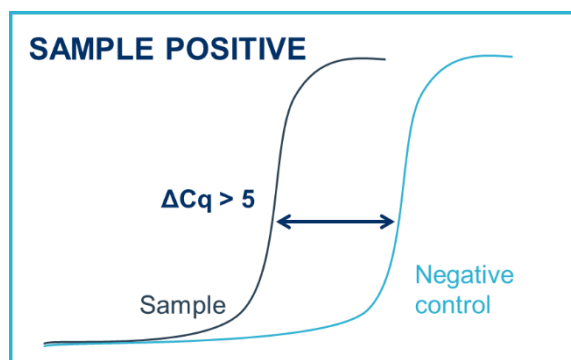 SAMPLE POSITIVE
ΔCq > 5
Sample
Negative
control